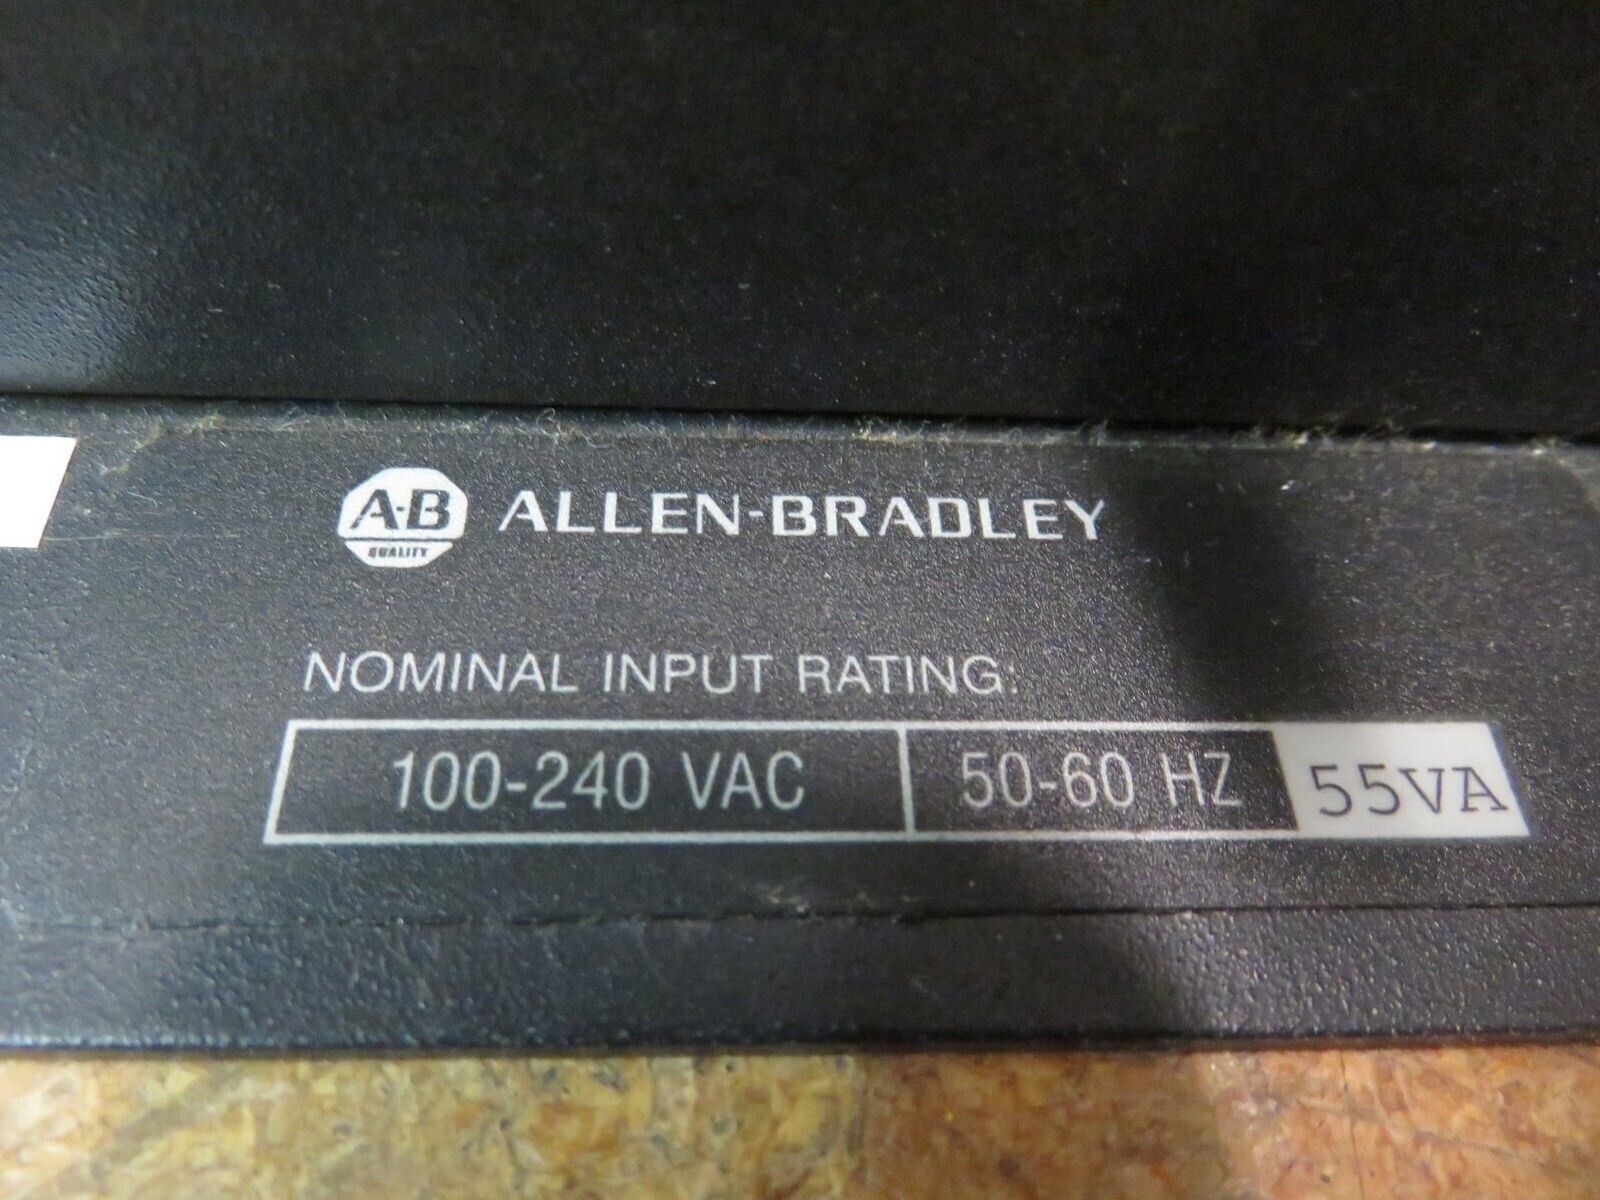 A-B ALLEN-BRADLEY
QUALITY
NOMINAL INPUT RATING:
100-240 VAC 50-60 HZ 55VA